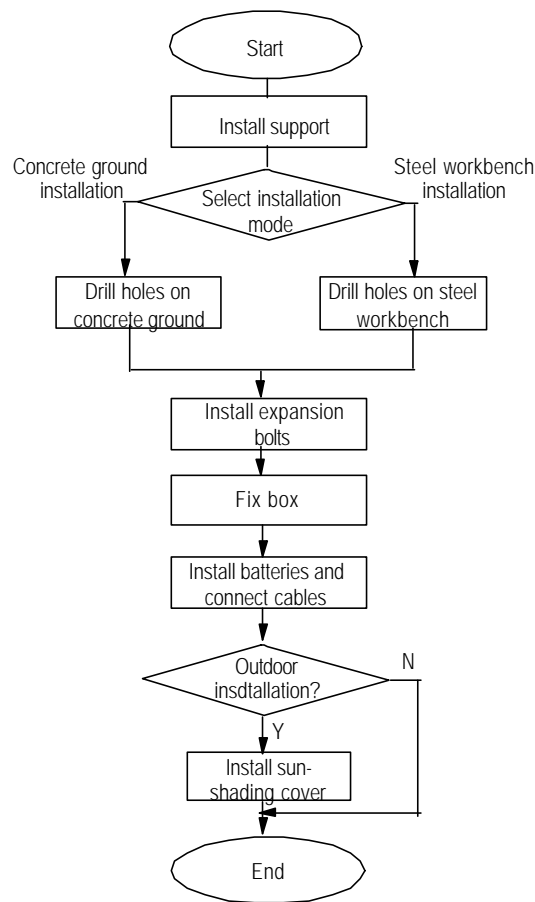 Start
Install support
Concrete ground
installation
Steel workbench
installation
Select installation
mode
Drill holes on
concrete ground
Drill holes on steel
workbench
Install expansion
bolts
Fix box
Install batteries and
connect cables
Outdoor
insdtallation?
N
Y
Install sun-
shading cover
End